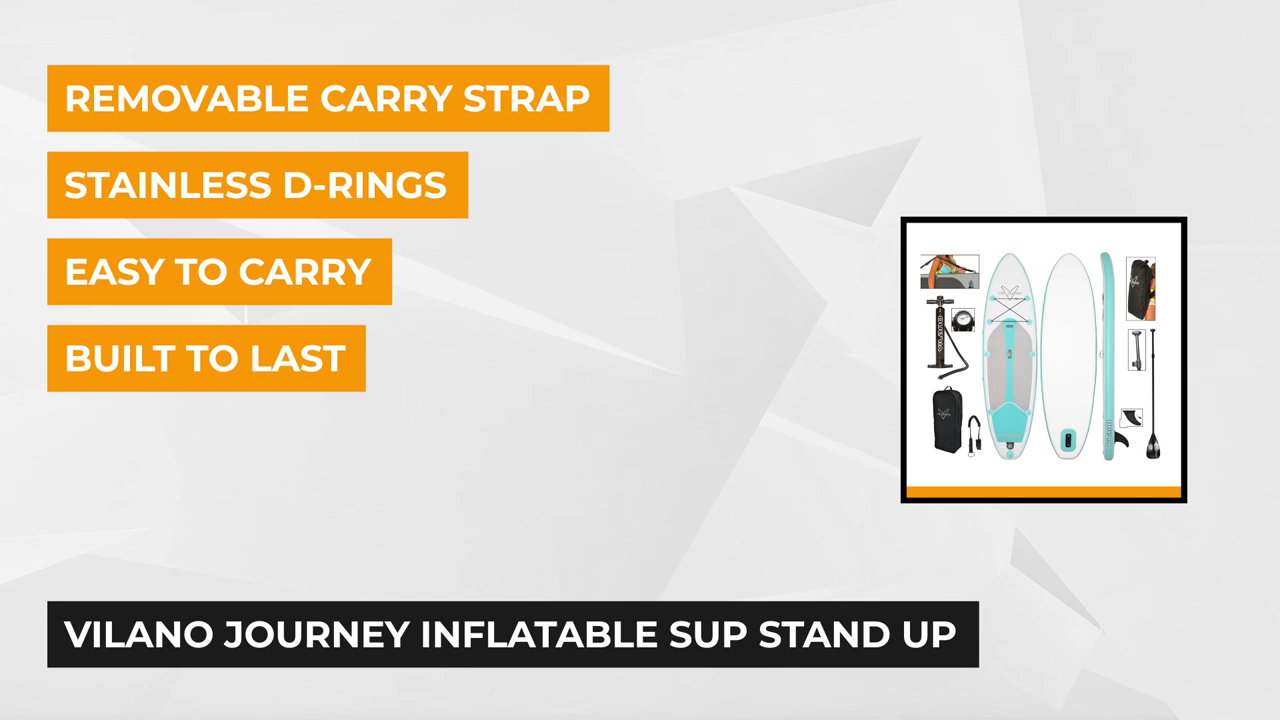 REMOVABLE CARRY STRAP
STAINLESS D-RINGS
EASY TO CARRY
BUILT TO LAST
VILANO JOURNEY INFLATABLE SUP STAND UP